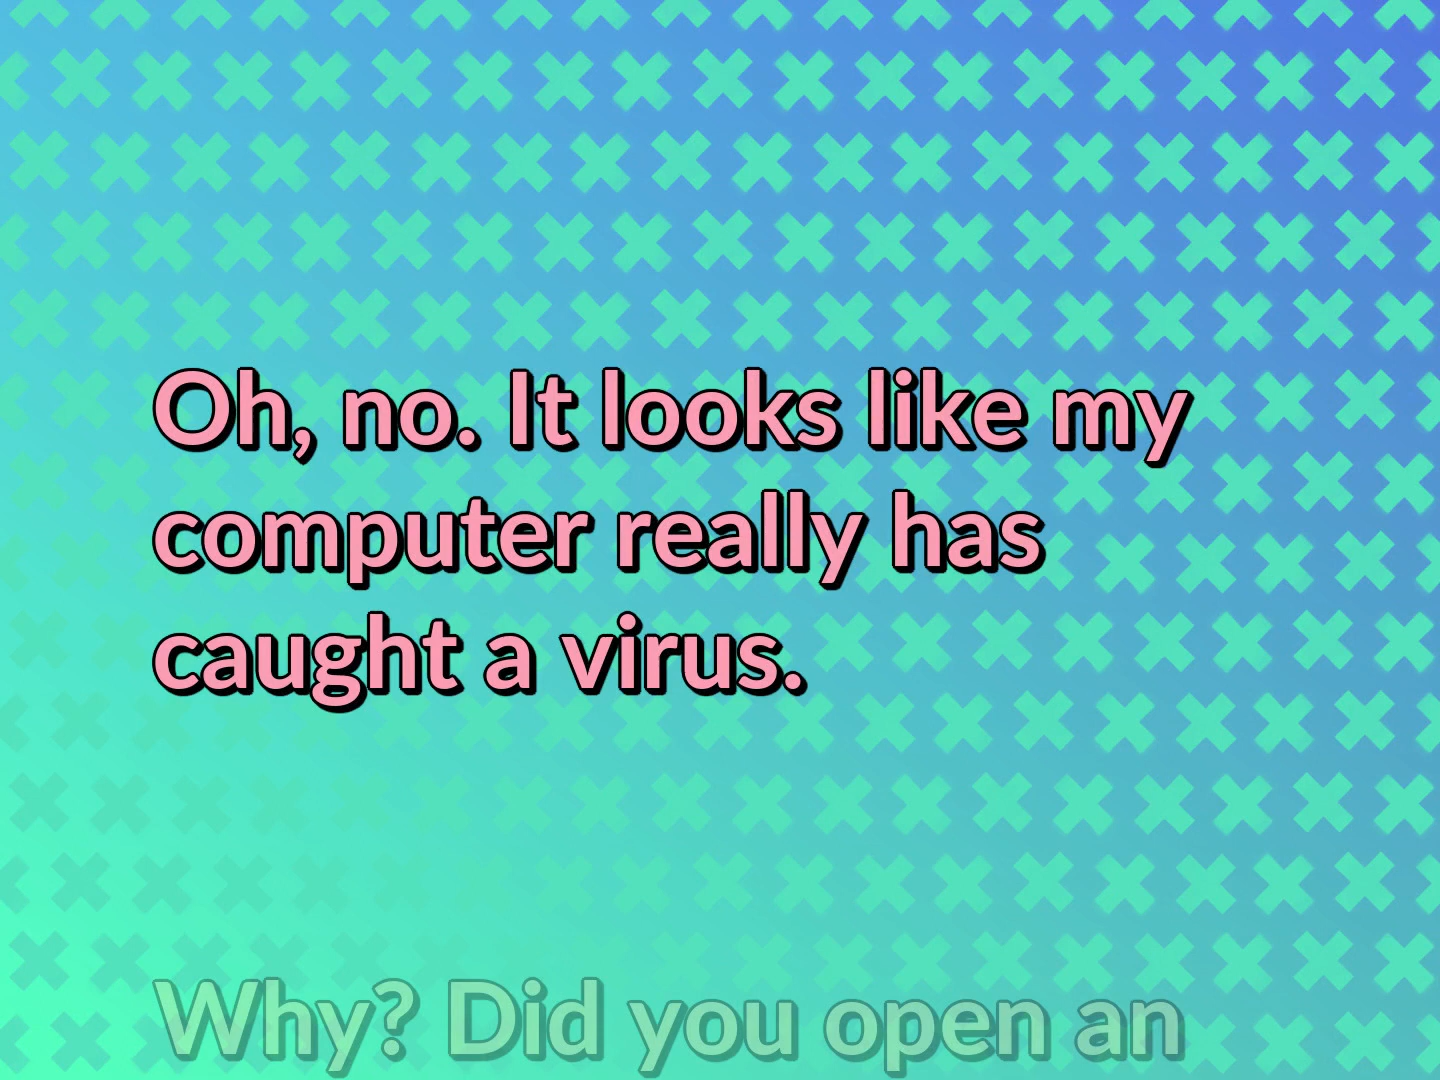 Oh, no. It looks like my
computer really has
caught a virus.
Why? Did you open an